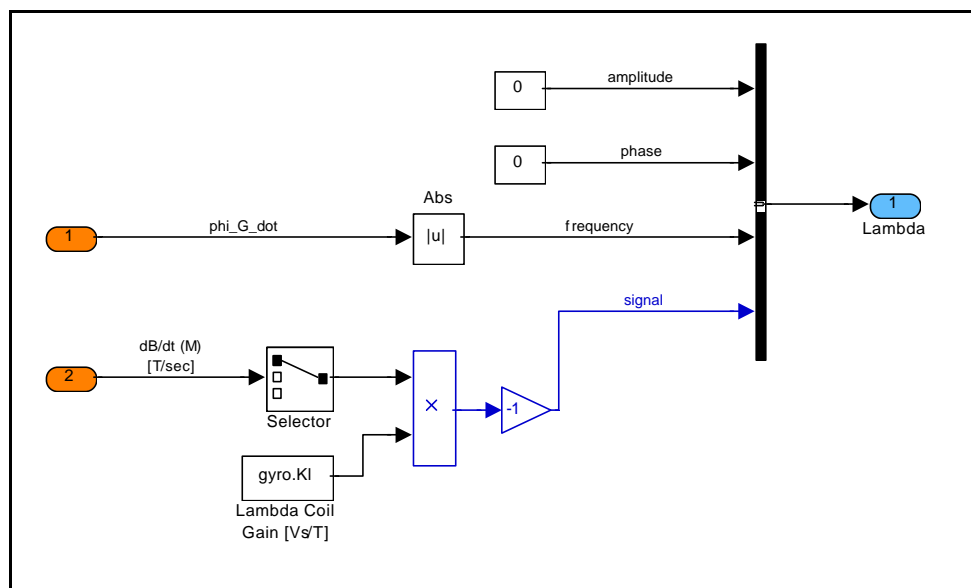 0
amplitude
0
phase
Abs
1
phi_G_dot
|u|
frequency
1
Lambda
signal
dB/dt (M)
[T/sec]
2
Selector
×
-1
gyro.Kl
Lambda Coil
Gain [Vs/T]